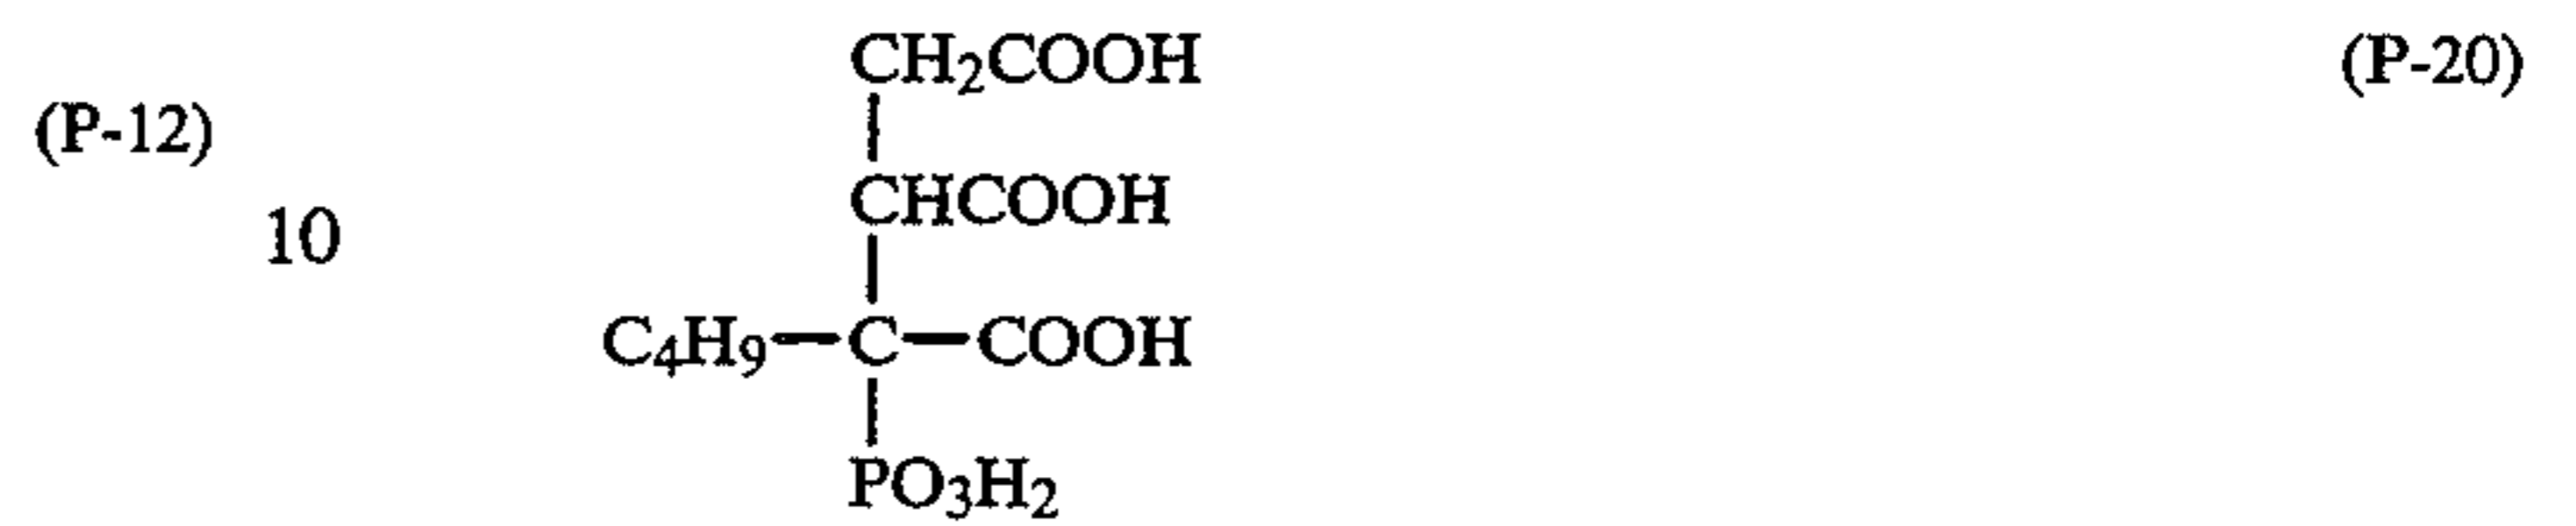 CH₂COOH (P-20)
(P-12)
CHCOOH
10
C₄H₉—C—COOH
PO₃H₂